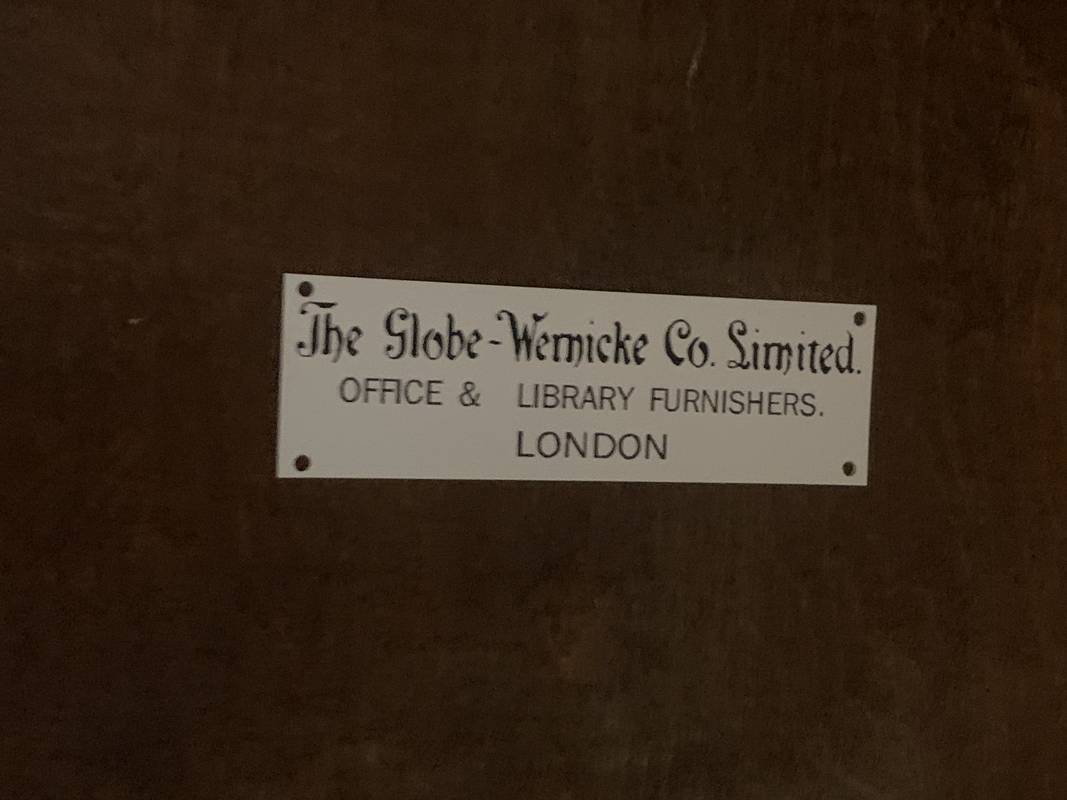 The Globe-Wernicke Co. Limited.
OFFICE & LIBRARY FURNISHERS.
LONDON